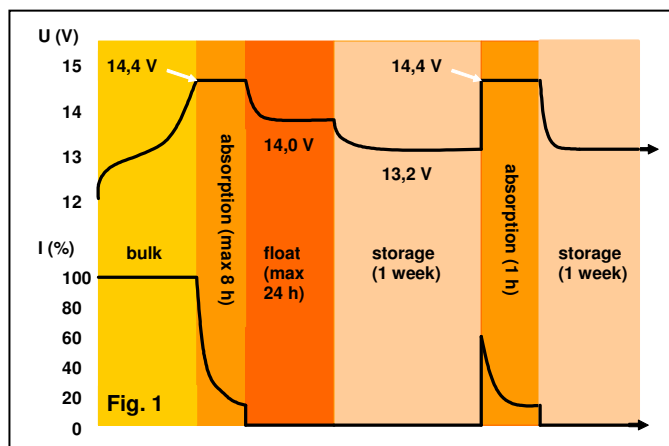 U (V)
15
14
13
12
14,4 V
14,0 V
13,2 V
14,4 V
I (%)
100
80
60
40
20
0
bulk
absorption (max 8 h)
float
(max
24 h)
storage
(1 week)
absorption (1 h)
storage
(1 week)
Fig. 1